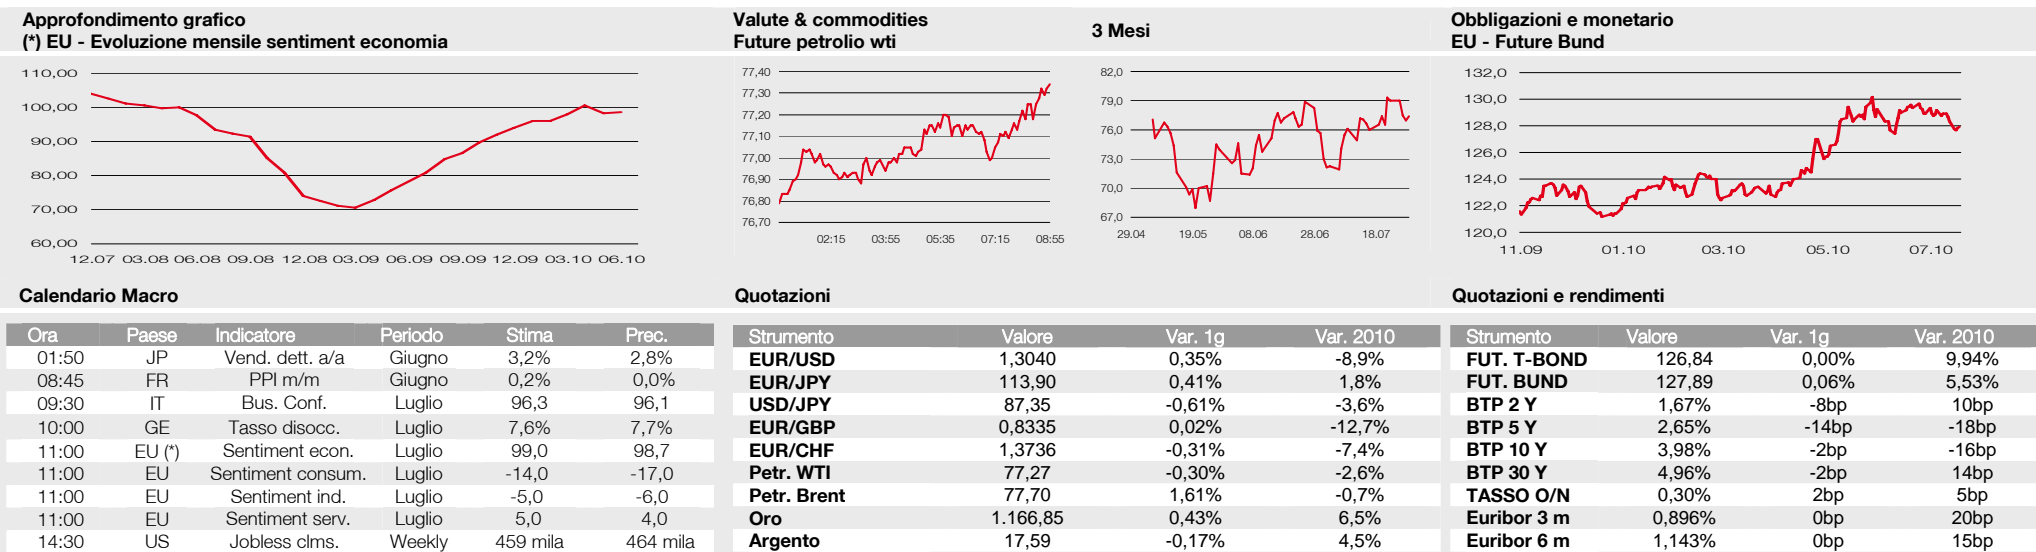 Approfondimento grafico
(*) EU - Evoluzione mensile sentiment economia
110,00
100,00
90,00
80,00
70,00
60,00
12.07 03.08 06.08 09.08 12.08 03.09 06.09 09.09 12.09 03.10 06.10
Valute & commodities
Future petrolio wti
77,40
77,30
77,20
77,10
77,00
76,90
76,80
76,70
02:15 03:55 05:35 07:15 08:55
3 Mesi
82,0
79,0
76,0
73,0
70,0
67,0
29.04 19.05 08.06 28.06 18.07
Obbligazioni e monetario
EU - Future Bund
132,0
130,0
128,0
126,0
124,0
122,0
120,0
11.09 01.10 03.10 05.10 07.10
Calendario Macro
Ora Paese Indicatore Periodo Stima Prec.
01:50 JP Vend. dett. a/a Giugno 3,2% 2,8%
08:45 FR PPI m/m Giugno 0,2% 0,0%
09:30 IT Bus. Conf. Luglio 96,3 96,1
10:00 GE Tasso disocc. Luglio 7,6% 7,7%
11:00 EU (*) Sentiment econ. Luglio 99,0 98,7
11:00 EU Sentiment consum. Luglio -14,0 -17,0
11:00 EU Sentiment ind. Luglio -5,0 -6,0
11:00 EU Sentiment serv. Luglio 5,0 4,0
14:30 US Jobless clms. Weekly 459 mila 464 mila
Quotazioni
Strumento Valore Var. 1g Var. 2010
EUR/USD 1,3040 0,35% -8,9%
EUR/JPY 113,90 0,41% 1,8%
USD/JPY 87,35 -0,61% -3,6%
EUR/GBP 0,8335 0,02% -12,7%
EUR/CHF 1,3736 -0,31% -7,4%
Petr. WTI 77,27 -0,30% -2,6%
Petr. Brent 77,70 1,61% -0,7%
Oro 1.166,85 0,43% 6,5%
Argento 17,59 -0,17% 4,5%
Quotazioni e rendimenti
Strumento Valore Var. 1g Var. 2010
FUT. T-BOND 126,84 0,00% 9,94%
FUT. BUND 127,89 0,06% 5,53%
BTP 2 Y 1,67% -8bp 10bp
BTP 5 Y 2,65% -14bp -18bp
BTP 10 Y 3,98% -2bp -16bp
BTP 30 Y 4,96% -2bp 14bp
TASSO O/N 0,30% 2bp 5bp
Euribor 3 m 0,896% 0bp 20bp
Euribor 6 m 1,143% 0bp 15bp